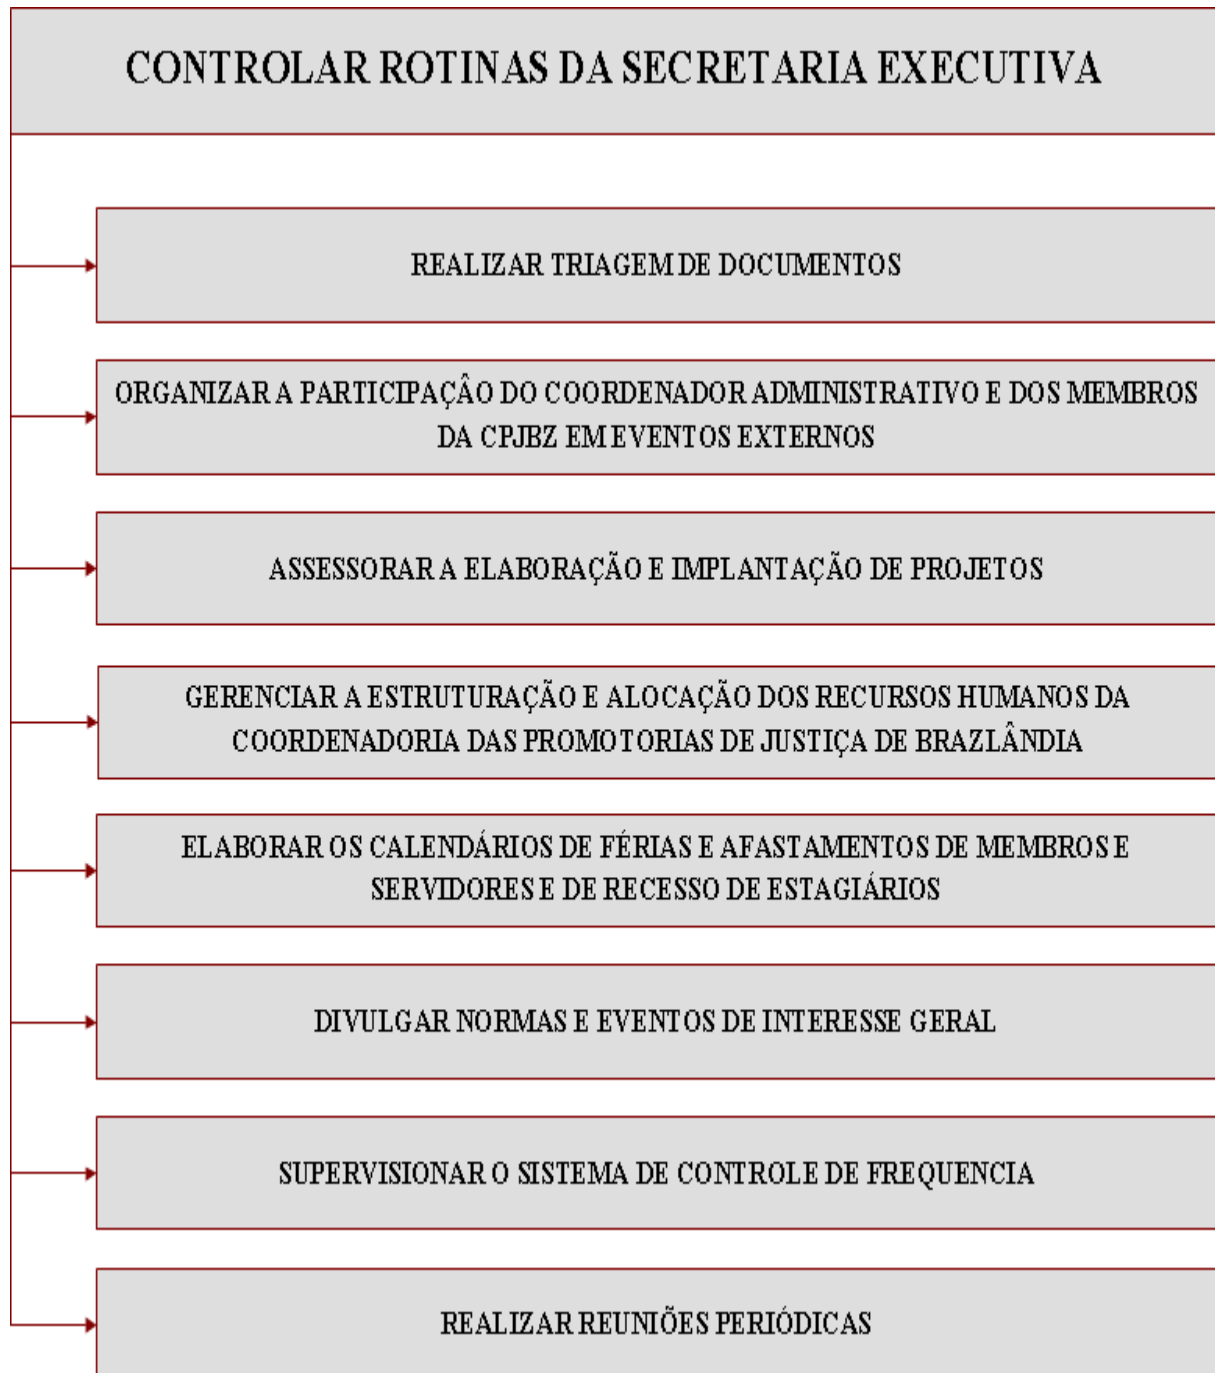 CONTROLAR ROTINAS DA SECRETARIA EXECUTIVA
REALIZAR TRIAGEM DE DOCUMENTOS
ORGANIZAR A PARTICIPAÇÂO DO COORDENADOR ADMINISTRATIVO E DOS MEMBROS
DA CPJBZ EM EVENTOS EXTERNOS
ASSESSORAR A ELABORAÇÃO E IMPLANTAÇÃO DE PROJETOS
GERENCIAR A ESTRUTURAÇÃO E ALOCAÇÃO DOS RECURSOS HUMANOS DA
COORDENADORIA DAS PROMOTORIAS DE JUSTIÇA DE BRAZLÂNDIA
ELABORAR OS CALENDÁRIOS DE FÉRIAS E AFASTAMENTOS DE MEMBROS E
SERVIDORES E DE RECESSO DE ESTAGIÁRIOS
DIVULGAR NORMAS E EVENTOS DE INTERESSE GERAL
SUPERVISIONAR O SISTEMA DE CONTROLE DE FREQUENCIA
REALIZAR REUNIÕES PERIÓDICAS